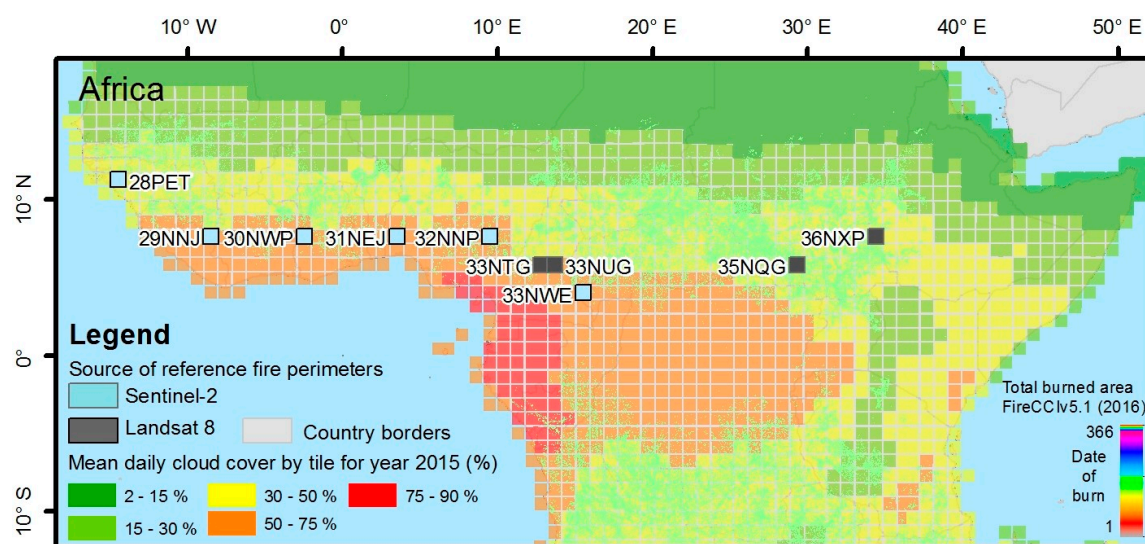 10° W 0° 10° E 20° E 30° E 40° E 50° E
Africa
10° N
28PET
29NNJ 30NWP 31NEJ 32NNP 36NXP
33NTG 33NUG 35NQG
33NWE
0°
10° S
Legend
Source of reference fire perimeters
Sentinel-2
Landsat 8 Country borders
Mean daily cloud cover by tile for year 2015 (%)
2 - 15 % 30 - 50 % 75 - 90 %
15 - 30 % 50 - 75 %
Total burned area
FireCCIv5.1 (2016)
366
Date
of
burn
1